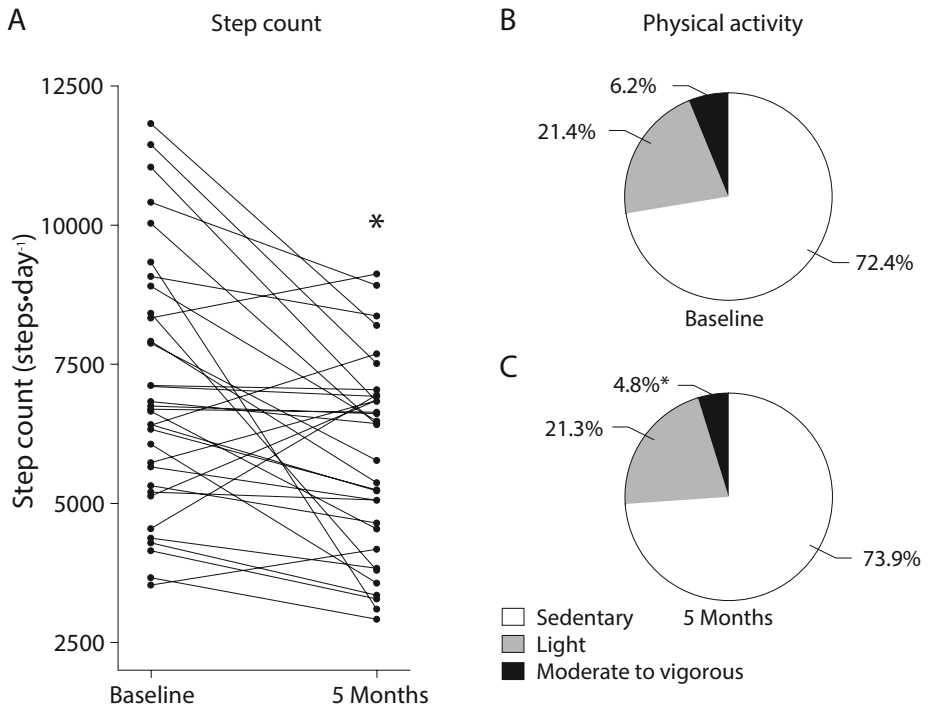 A
Step count
Step count (steps•day⁻¹)
12500
10000
7500
5000
2500
*
Baseline
5 Months
B
Physical activity
6.2%
21.4%
72.4%
Baseline
C
4.8%*
21.3%
73.9%
5 Months
Sedentary
Light
Moderate to vigorous